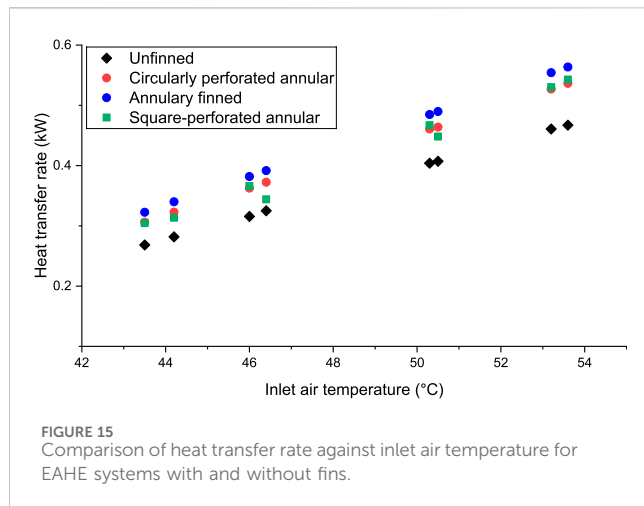 0.6
0.4
0.2
Heat transfer rate (kW)
Unfinned
Circularly perforated annular
Annulary finned
Square-perforated annular
42 44 46 48 50 52 54
Inlet air temperature (°C)
FIGURE 15
Comparison of heat transfer rate against inlet air temperature for
EAHE systems with and without fins.